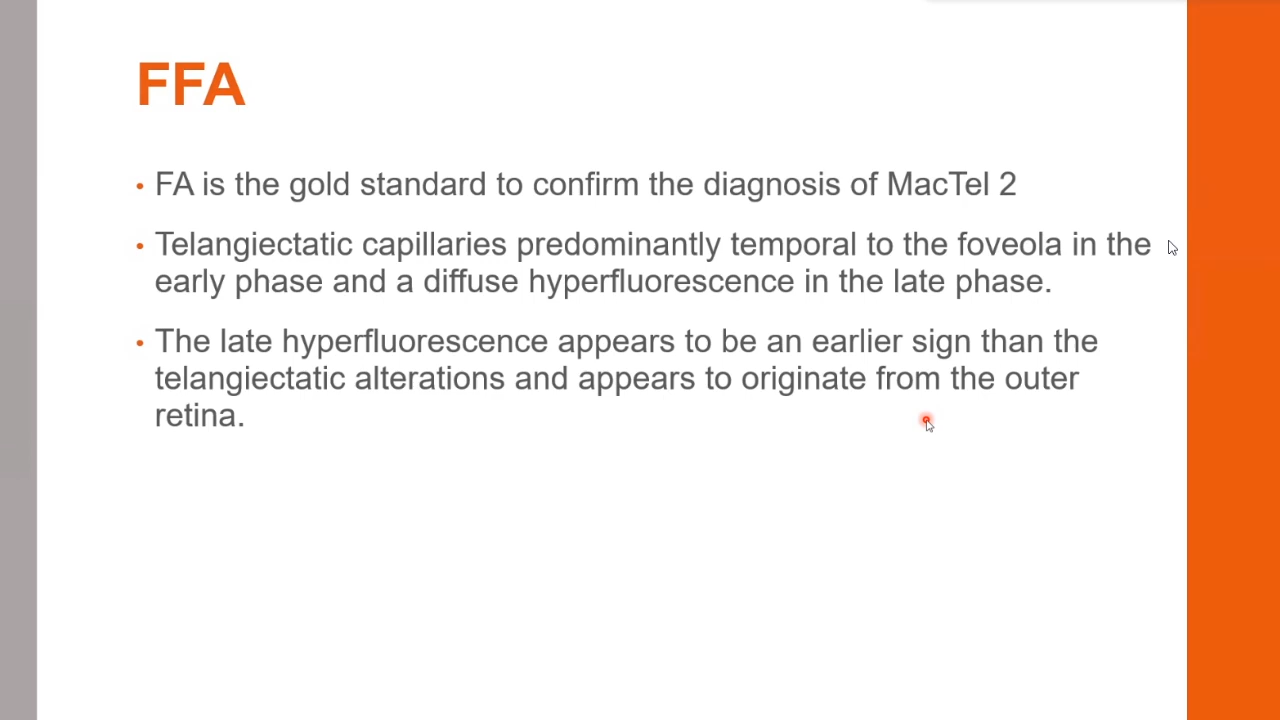 FFA
• FA is the gold standard to confirm the diagnosis of MacTel 2
• Telangiectatic capillaries predominantly temporal to the foveola in the
early phase and a diffuse hyperfluorescence in the late phase.
• The late hyperfluorescence appears to be an earlier sign than the
telangiectatic alterations and appears to originate from the outer
retina.